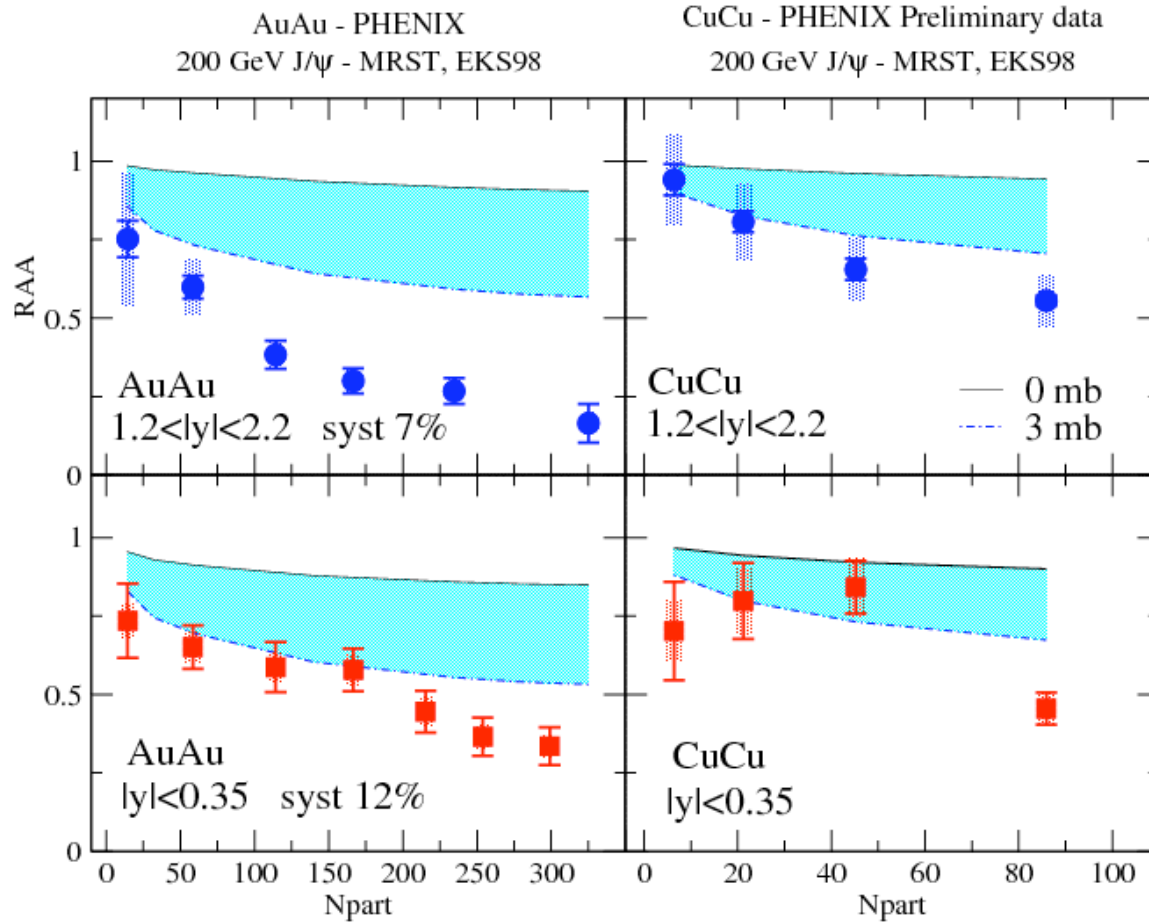 AuAu - PHENIX
200 GeV J/ψ - MRST, EKS98
CuCu - PHENIX Preliminary data
200 GeV J/ψ - MRST, EKS98
RAA
1
0.5
0
AuAu
1.2<|y|<2.2 syst 7%
CuCu
1.2<|y|<2.2
0 mb
3 mb
1
0.5
0
AuAu
|y|<0.35 syst 12%
CuCu
|y|<0.35
0 50 100 150 200 250 300
Npart
0 20 40 60 80 100
Npart